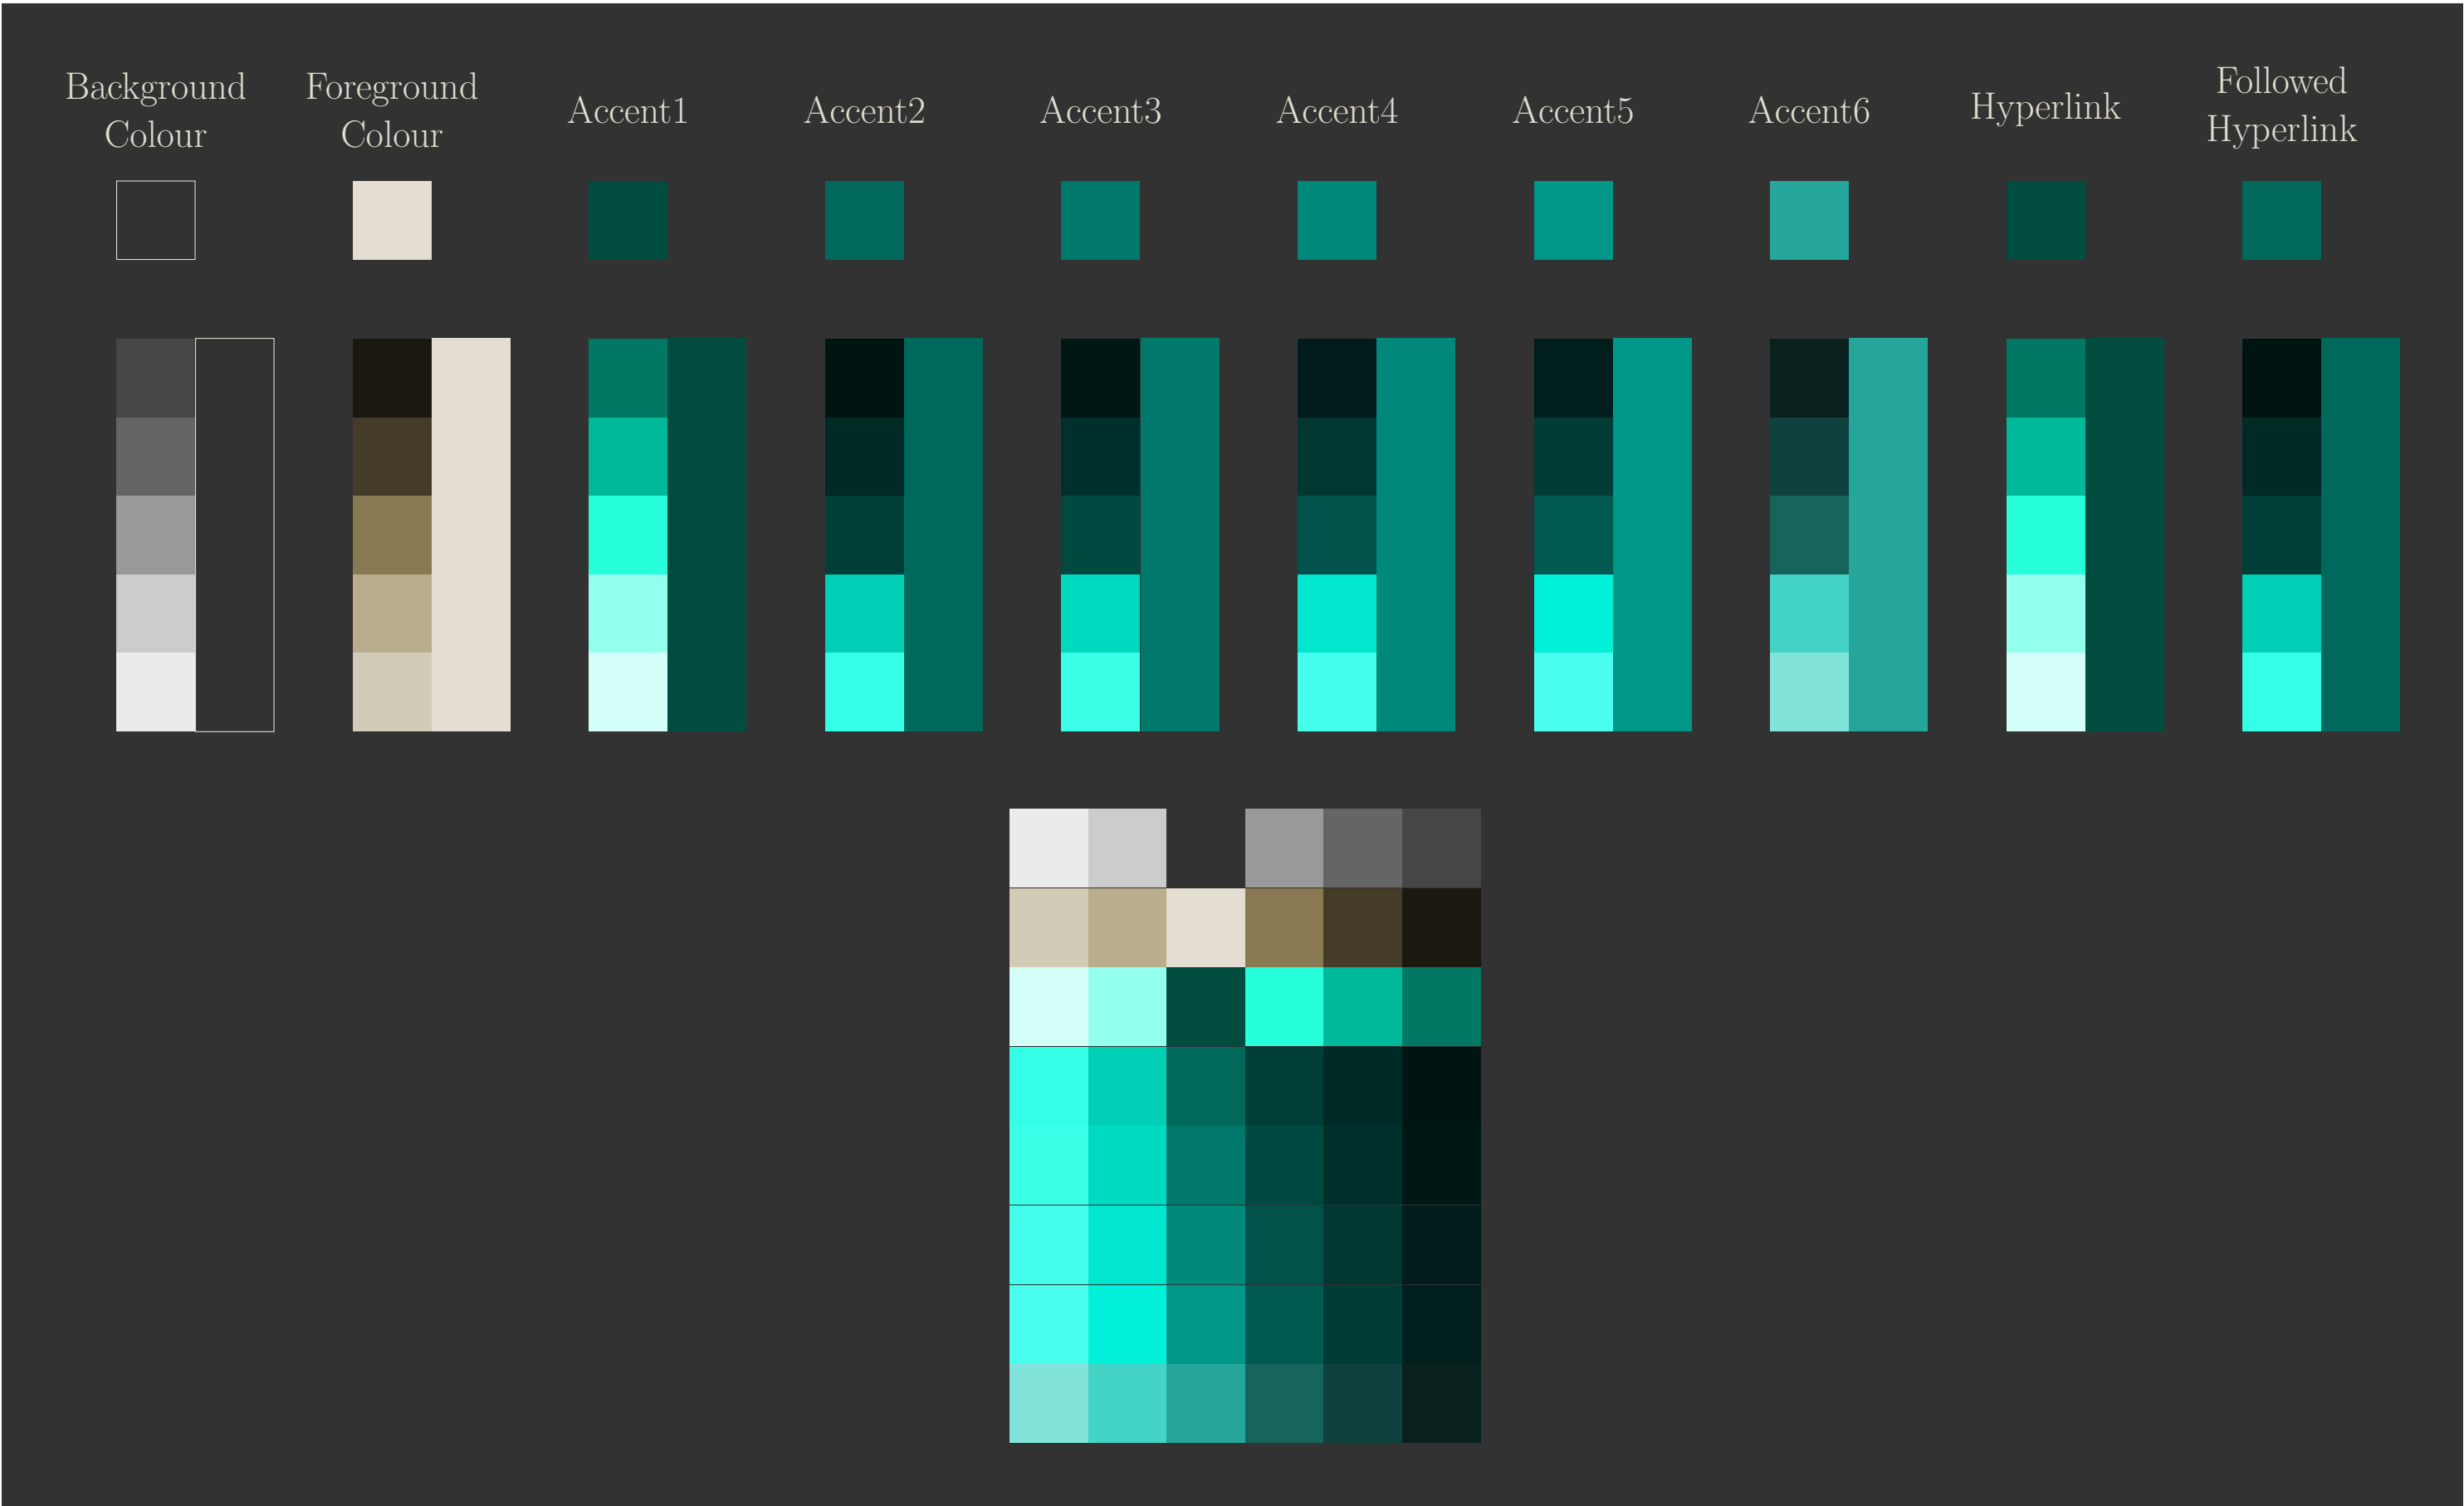 Background
Colour
Foreground
Colour
Accent1
Accent2
Accent3
Accent4
Accent5
Accent6
Hyperlink
Followed
Hyperlink